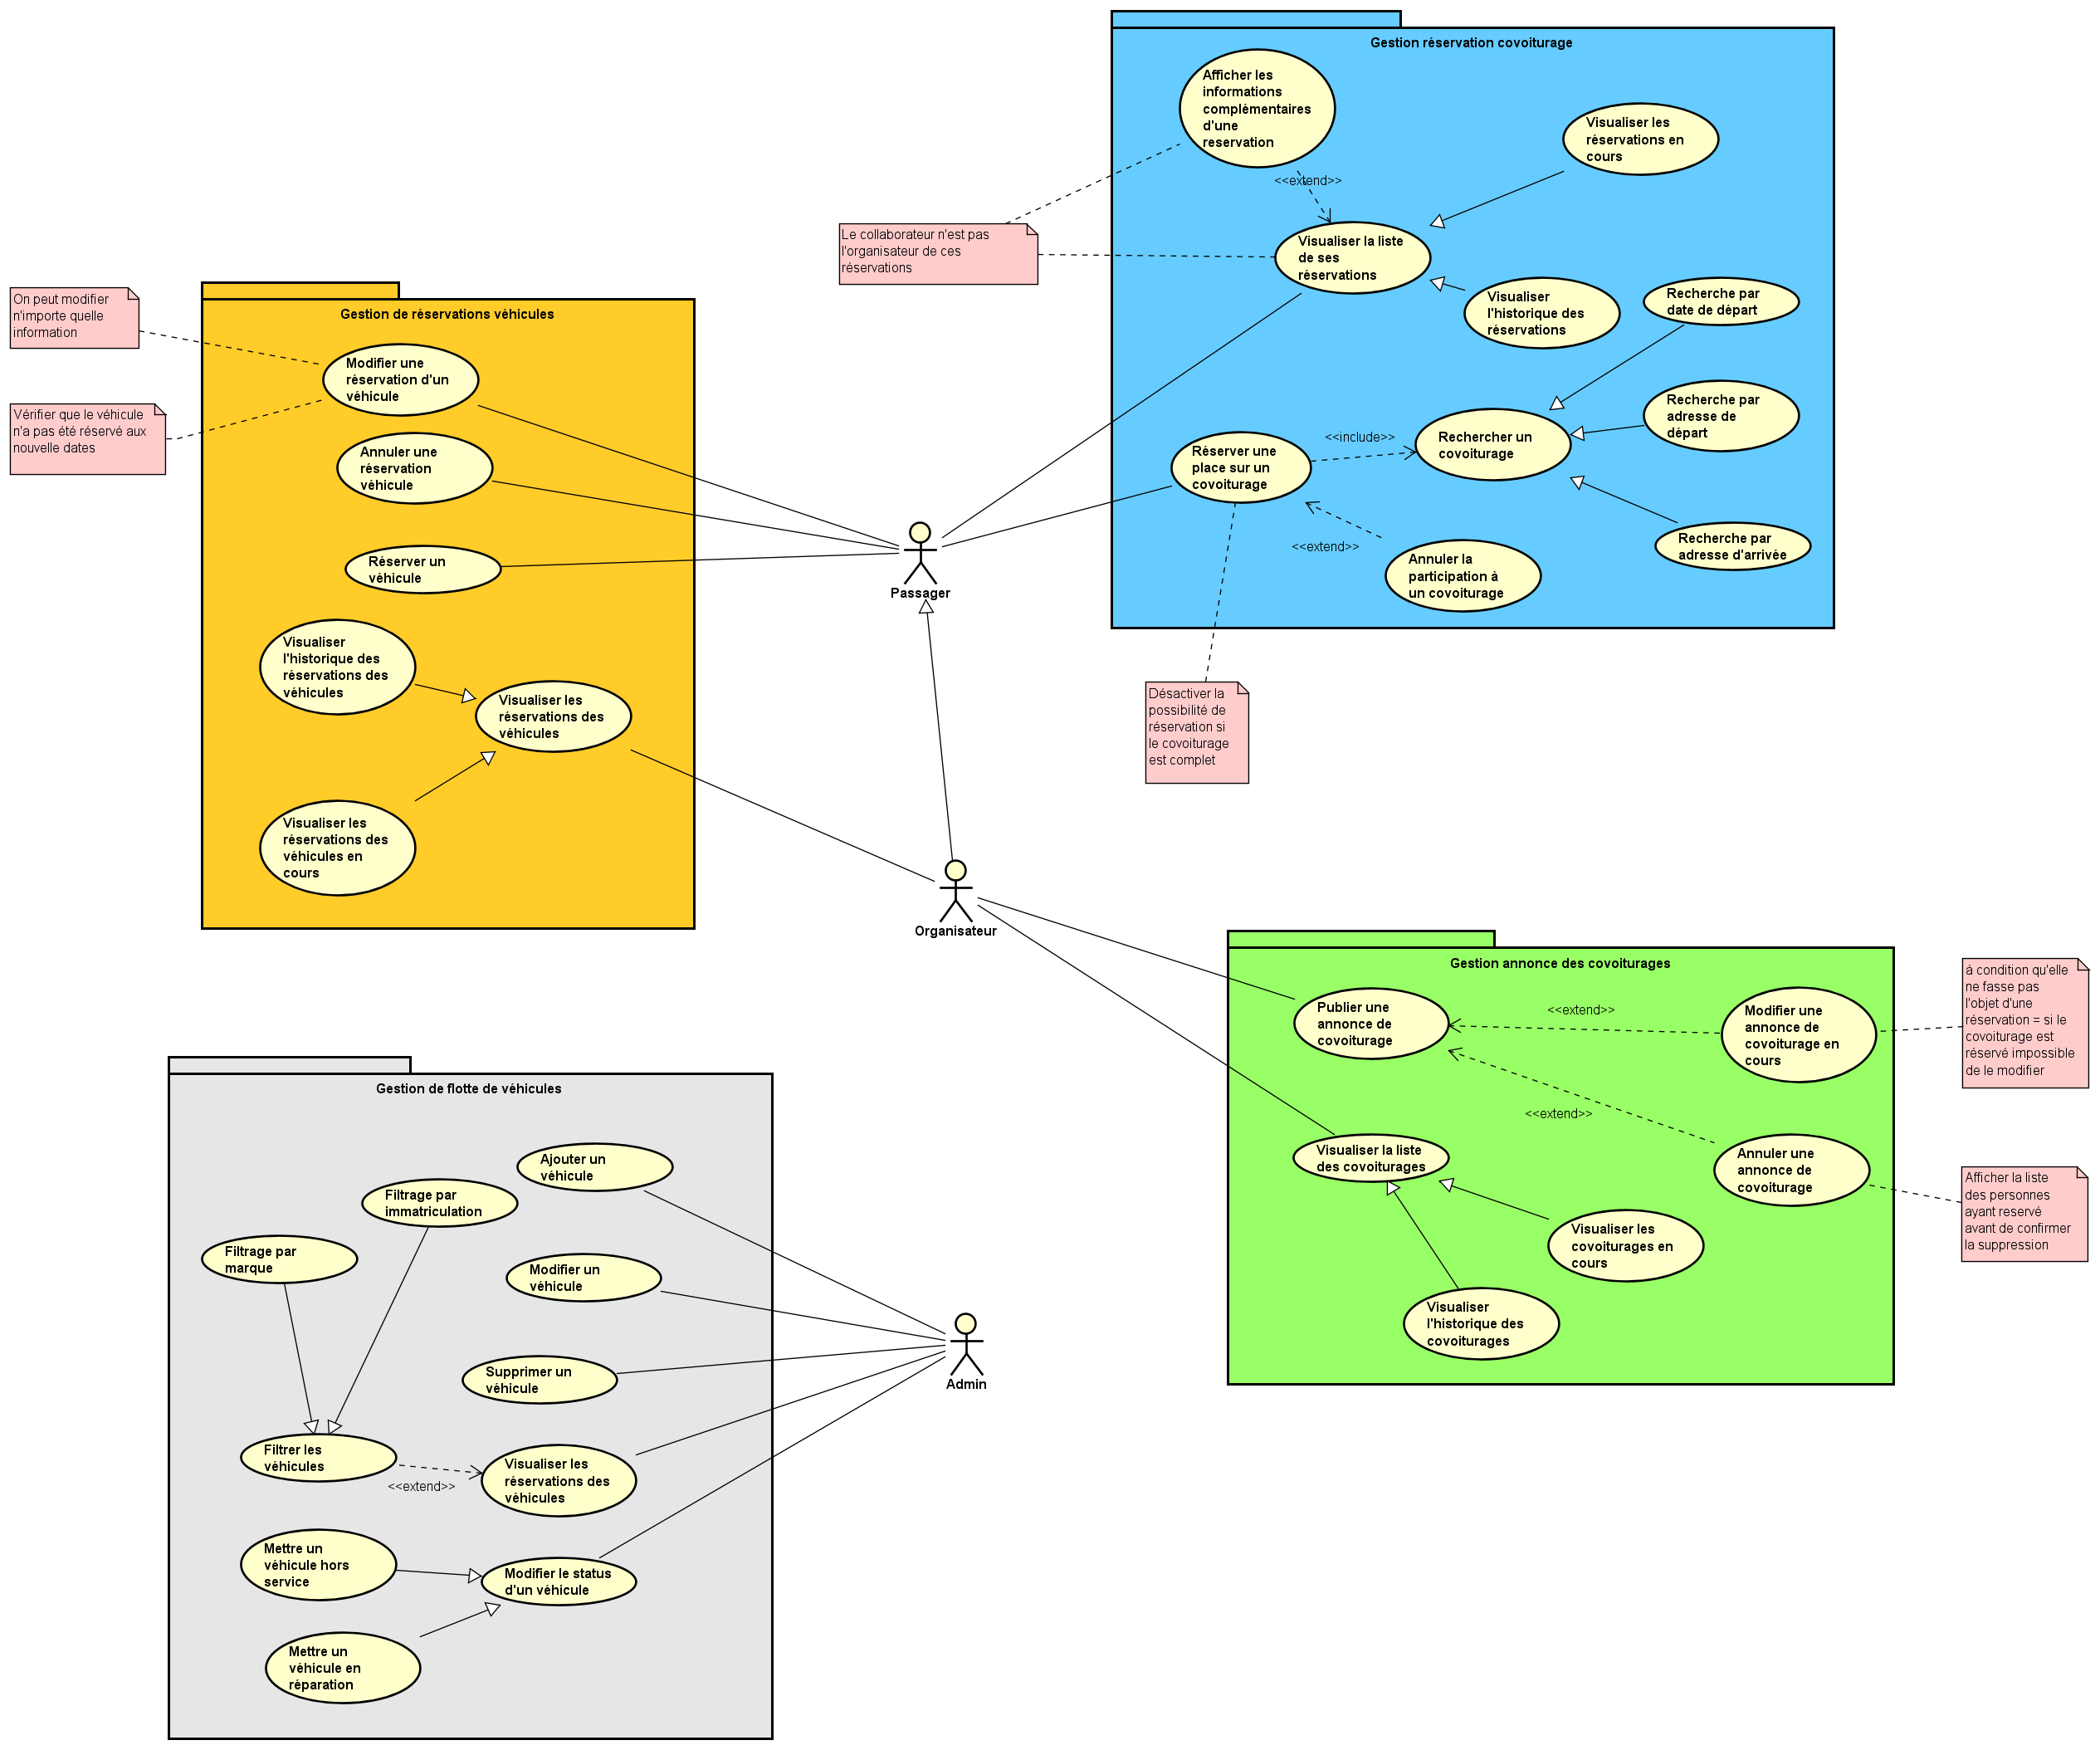 Gestion réservation covoiturage
Afficher les
informations
complémentaires
d'une
reservation
Visualiser les
réservations en
cours
<<extend>>
Le collaborateur n'est pas
l'organisateur de ces
réservations
Visualiser la liste
de ses
réservations
Visualiser
l'historique des
réservations
Recherche par
date de départ
Recherche par
adresse de
départ
Rechercher un
covoiturage
<<include>>
Réserver une
place sur un
covoiturage
<<extend>>
Annuler la
participation à
un covoiturage
Recherche par
adresse d'arrivée
Désactiver la
possibilité de
réservation si
le covoiturage
est complet
On peut modifier
n'importe quelle
information
Vérifier que le véhicule
n'a pas été réservé aux
nouvelle dates
Gestion de réservations véhicules
Modifier une
réservation d'un
véhicule
Annuler une
réservation
véhicule
Réserver un
véhicule
Visualiser
l'historique des
réservations des
véhicules
Visualiser les
réservations des
véhicules
Visualiser les
réservations des
véhicules en
cours
Passager
Organisateur
Gestion annonce des covoiturages
Publier une
annonce de
covoiturage
<<extend>>
Modifier une
annonce de
covoiturage en
cours
à condition qu'elle
ne fasse pas
l'objet d'une
réservation = si le
covoiturage est
réservé impossible
de le modifier
<<extend>>
Visualiser la liste
des covoiturages
Annuler une
annonce de
covoiturage
Afficher la liste
des personnes
ayant reservé
avant de confirmer
la suppression
Visualiser les
covoiturages en
cours
Visualiser
l'historique des
covoiturages
Gestion de flotte de véhicules
Ajouter un
véhicule
Filtrage par
immatriculation
Filtrage par
marque
Modifier un
véhicule
Supprimer un
véhicule
Admin
Filtrer les
véhicules
<<extend>>
Visualiser les
réservations des
véhicules
Mettre un
véhicule hors
service
Modifier le status
d'un véhicule
Mettre un
véhicule en
réparation